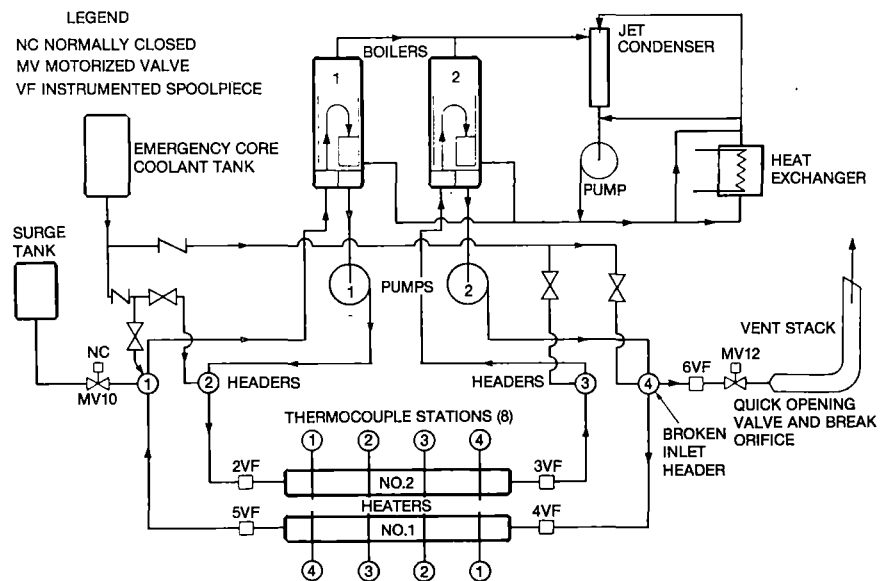 LEGEND
NC NORMALLY CLOSED
MV MOTORIZED VALVE
VF INSTRUMENTED SPOOLPIECE
BOILERS
1
2
JET
CONDENSER
EMERGENCY CORE
COOLANT TANK
PUMP
HEAT
EXCHANGER
SURGE
TANK
1
PUMPS
2
VENT STACK
NC
MV10
1
2
HEADERS
HEADERS
3
4
6VF
MV12
QUICK OPENING
VALVE AND BREAK
ORIFICE
BROKEN
INLET
HEADER
THERMOCOUPLE STATIONS (8)
1
2
3
4
2VF
NO.2
3VF
HEATERS
5VF
NO.1
4VF
4
3
2
1